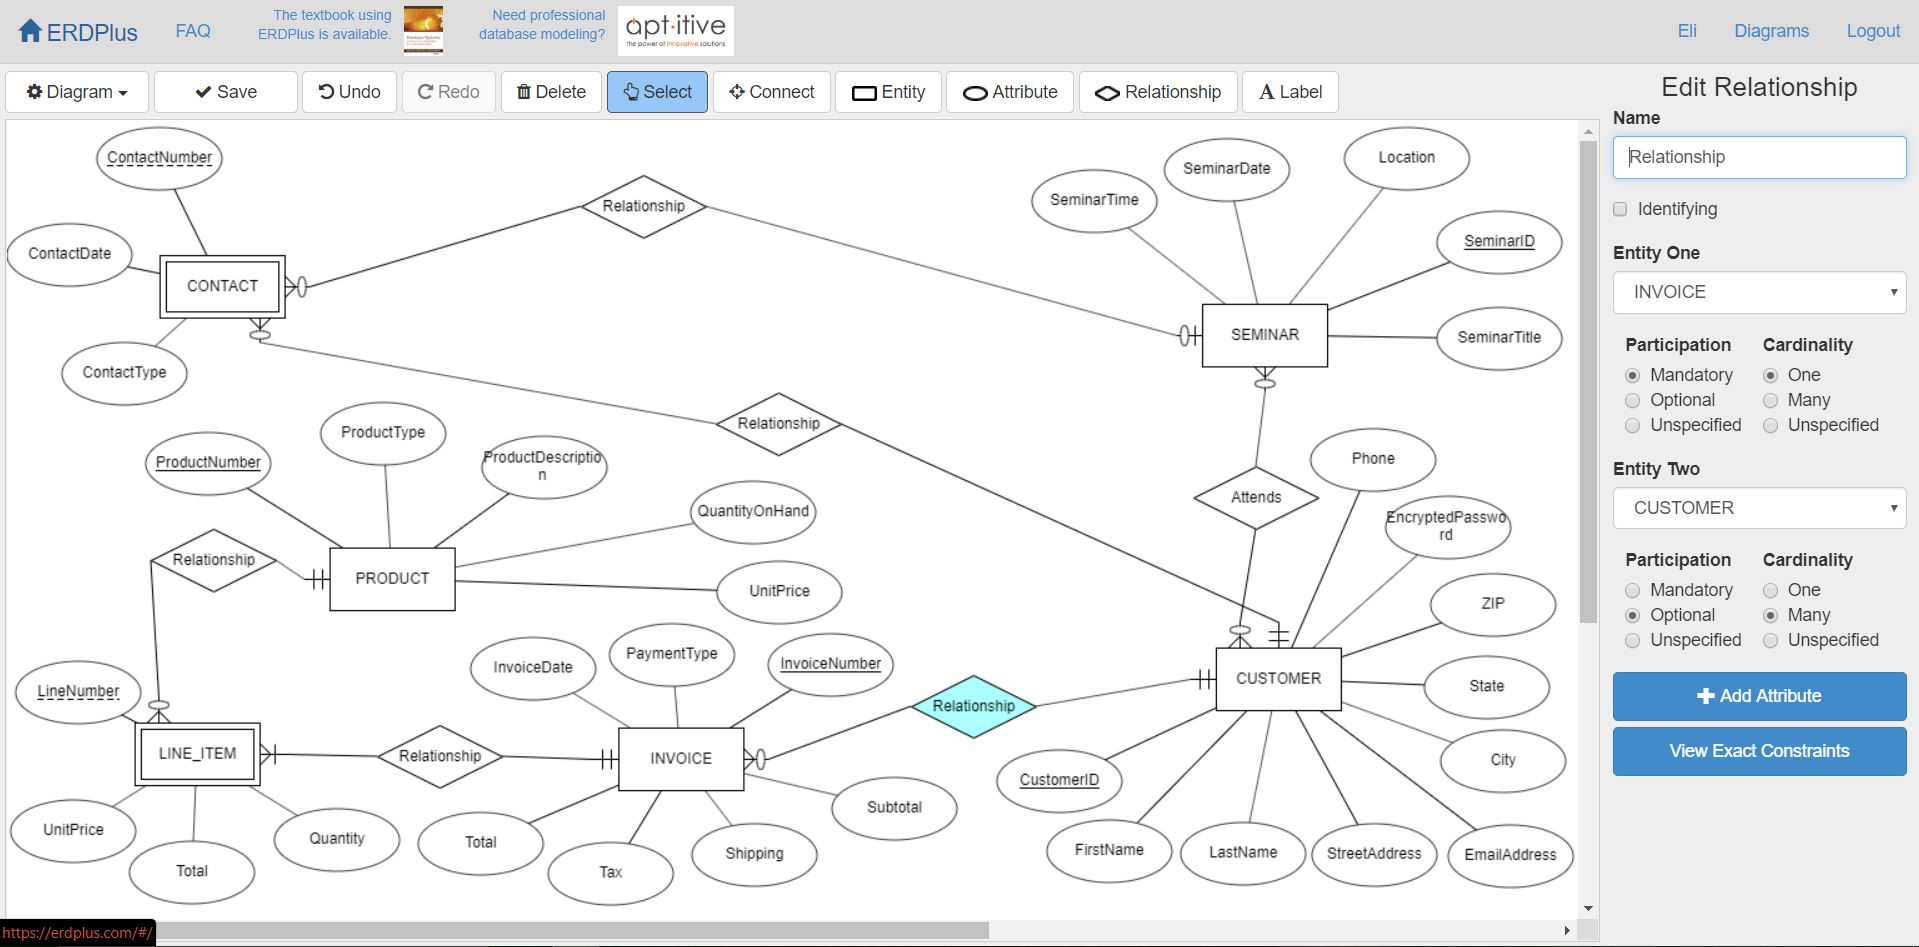 ERDPlus
FAQ
The textbook using
ERDPlus is available.
Need professional
database modeling?
apt·itive
the power of innovative solutions
Eli
Diagrams
Logout
Diagram
Save
Undo
Redo
Delete
Select
Connect
Entity
Attribute
Relationship
A Label
ContactNumber
ContactDate
CONTACT
ContactType
Relationship
SeminarTime
SeminarDate
Location
SeminarID
SEMINAR
SeminarTitle
Relationship
Attends
Phone
EncryptedPasswo
rd
ZIP
ProductNumber
ProductType
ProductDescriptio
n
QuantityOnHand
Relationship
PRODUCT
UnitPrice
LineNumber
InvoiceDate
PaymentType
InvoiceNumber
Relationship
CUSTOMER
State
LINE_ITEM
Relationship
INVOICE
City
CustomerID
UnitPrice
Total
Quantity
Total
Tax
Shipping
Subtotal
FirstName
LastName
StreetAddress
EmailAddress
Edit Relationship
Name
Relationship
Identifying
Entity One
INVOICE
Participation Cardinality
Mandatory One
Optional Many
Unspecified Unspecified
Entity Two
CUSTOMER
Participation Cardinality
Mandatory One
Optional Many
Unspecified Unspecified
Add Attribute
View Exact Constraints
https://erdplus.com/#/